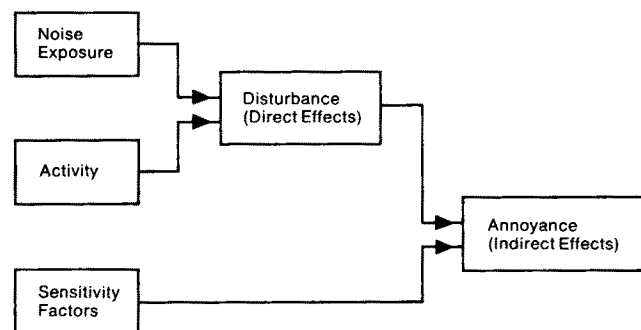 Noise
Exposure
Disturbance
(Direct Effects)
Activity
Annoyance
(Indirect Effects)
Sensitivity
Factors